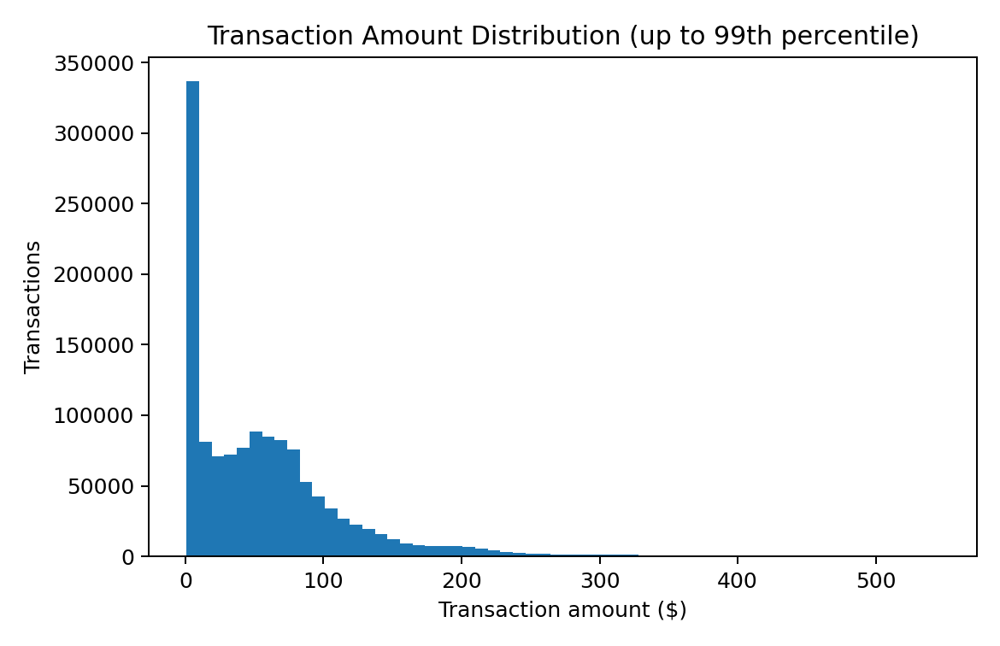 Transaction Amount Distribution (up to 99th percentile)
350000
300000
250000
200000
150000
100000
50000
0
Transactions
0 100 200 300 400 500
Transaction amount ($)